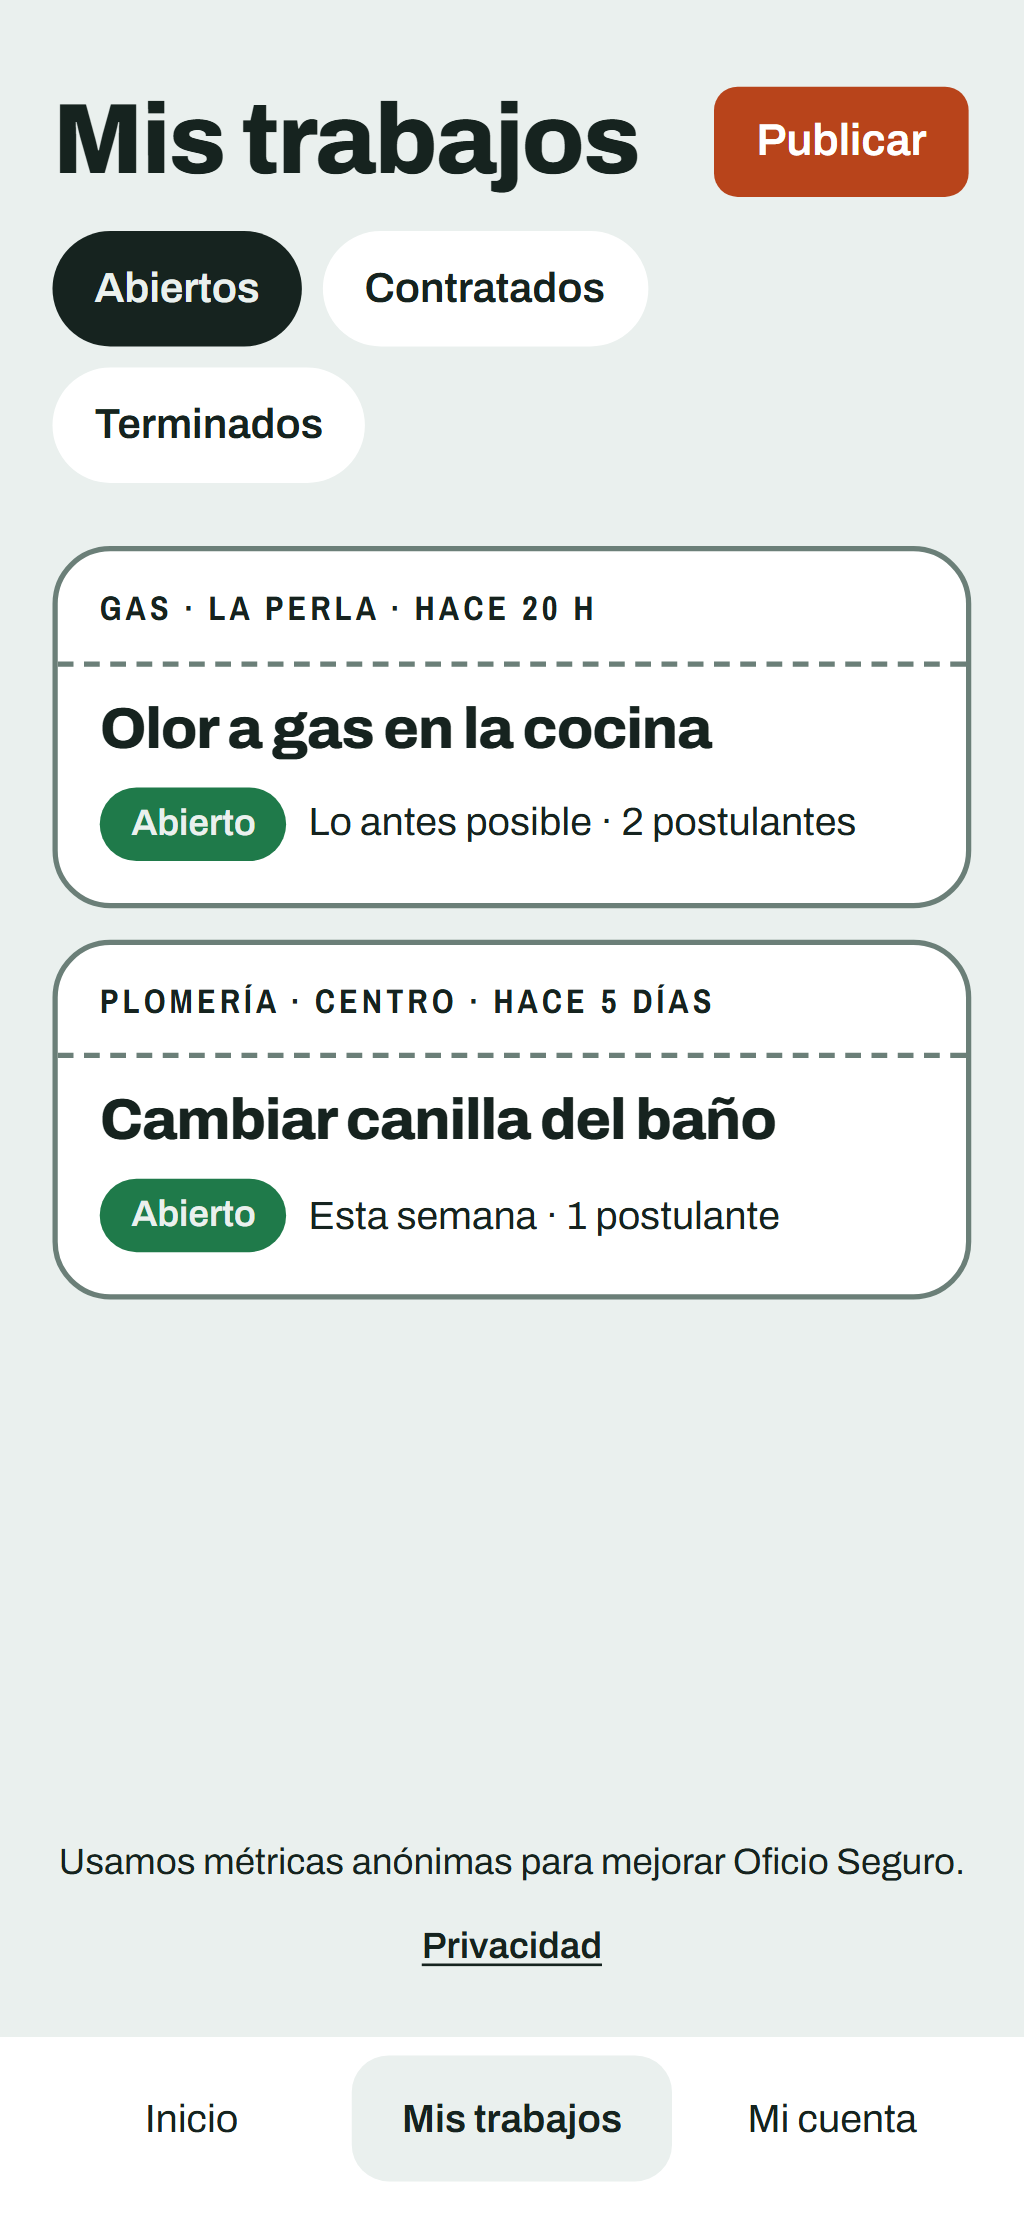 Mis trabajos
Publicar
Abiertos
Contratados
Terminados
GAS · LA PERLA · HACE 20 H
Olor a gas en la cocina
Abierto
Lo antes posible · 2 postulantes
PLOMERÍA · CENTRO · HACE 5 DÍAS
Cambiar canilla del baño
Abierto
Esta semana · 1 postulante
Usamos métricas anónimas para mejorar Oficio Seguro.
Privacidad
Inicio
Mis trabajos
Mi cuenta